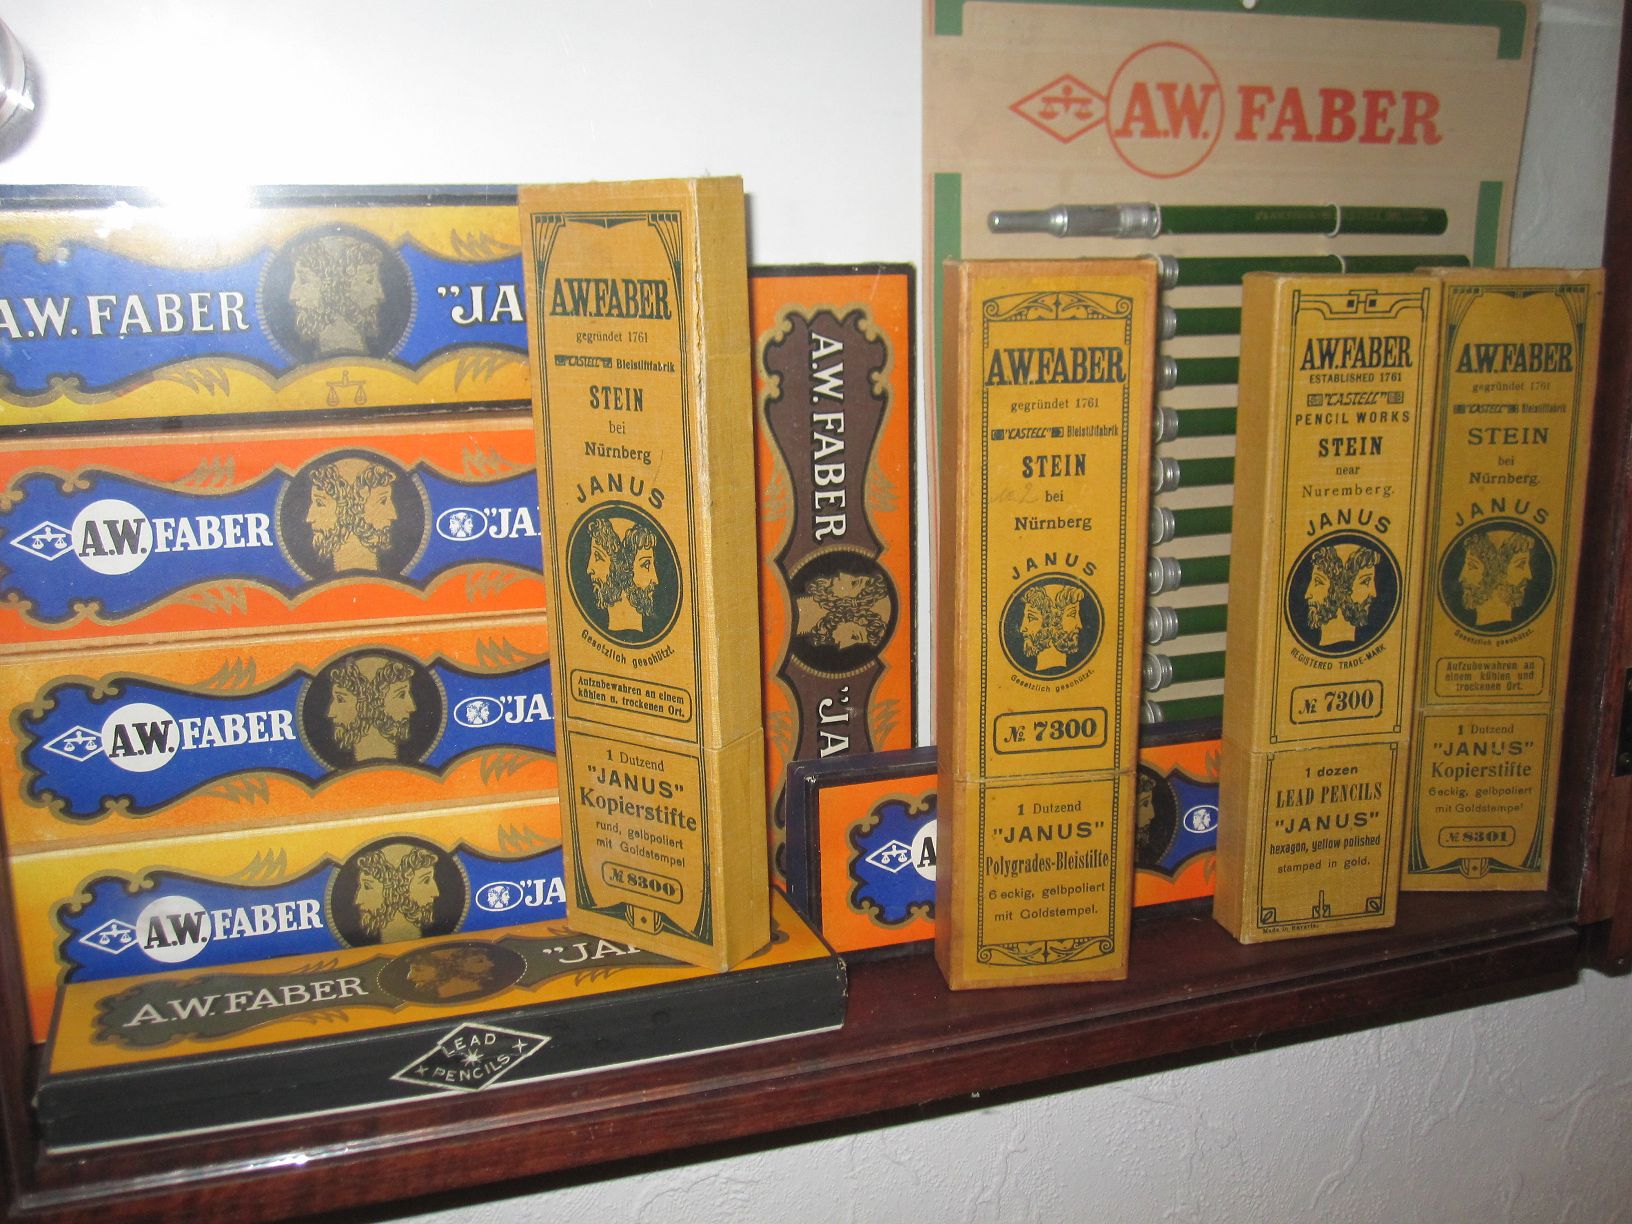 A.W. FABER
A.W. FABER "JA
A.W. FABER "JA
A.W. FABER "JA
A.W. FABER "JA
A.W. FABER "JA
LEAD
PENCILS
A.W. FABER
gegründet 1761
"CASTELL" Bleistiftfabrik
STEIN
bei
Nürnberg
JANUS
Gesetzlich geschützt.
Aufzubewahren an einem
kühlen u. trockenen Ort.
1 Dutzend
"JANUS"
Kopierstifte
rund, gelbpoliert
mit Goldstempel
№ 8300
A.W. FABER "JA
A
A.W. FABER
gegründet 1761
"CASTELL" Bleistiftfabrik
STEIN
bei
Nürnberg
JANUS
Gesetzlich geschützt.
№ 7300
1 Dutzend
"JANUS"
Polygrades-Bleistifte
6 eckig, gelbpoliert
mit Goldstempel.
A.W. FABER
ESTABLISHED 1761
"CASTELL"
PENCIL WORKS
STEIN
near
Nuremberg.
JANUS
REGISTERED TRADE-MARK
№ 7300
1 dozen
LEAD PENCILS
"JANUS"
hexagon, yellow polished
stamped in gold.
Made in Bavaria.
A.W. FABER
gegründet 1761
"CASTELL" Bleistiftfabrik
STEIN
bei
Nürnberg.
JANUS
Gesetzlich geschützt.
Aufzubewahren an
einem kühlen und
trockenen Ort.
1 Dutzend
"JANUS"
Kopierstifte
6 eckig, gelbpoliert
mit Goldstempel
№ 8301